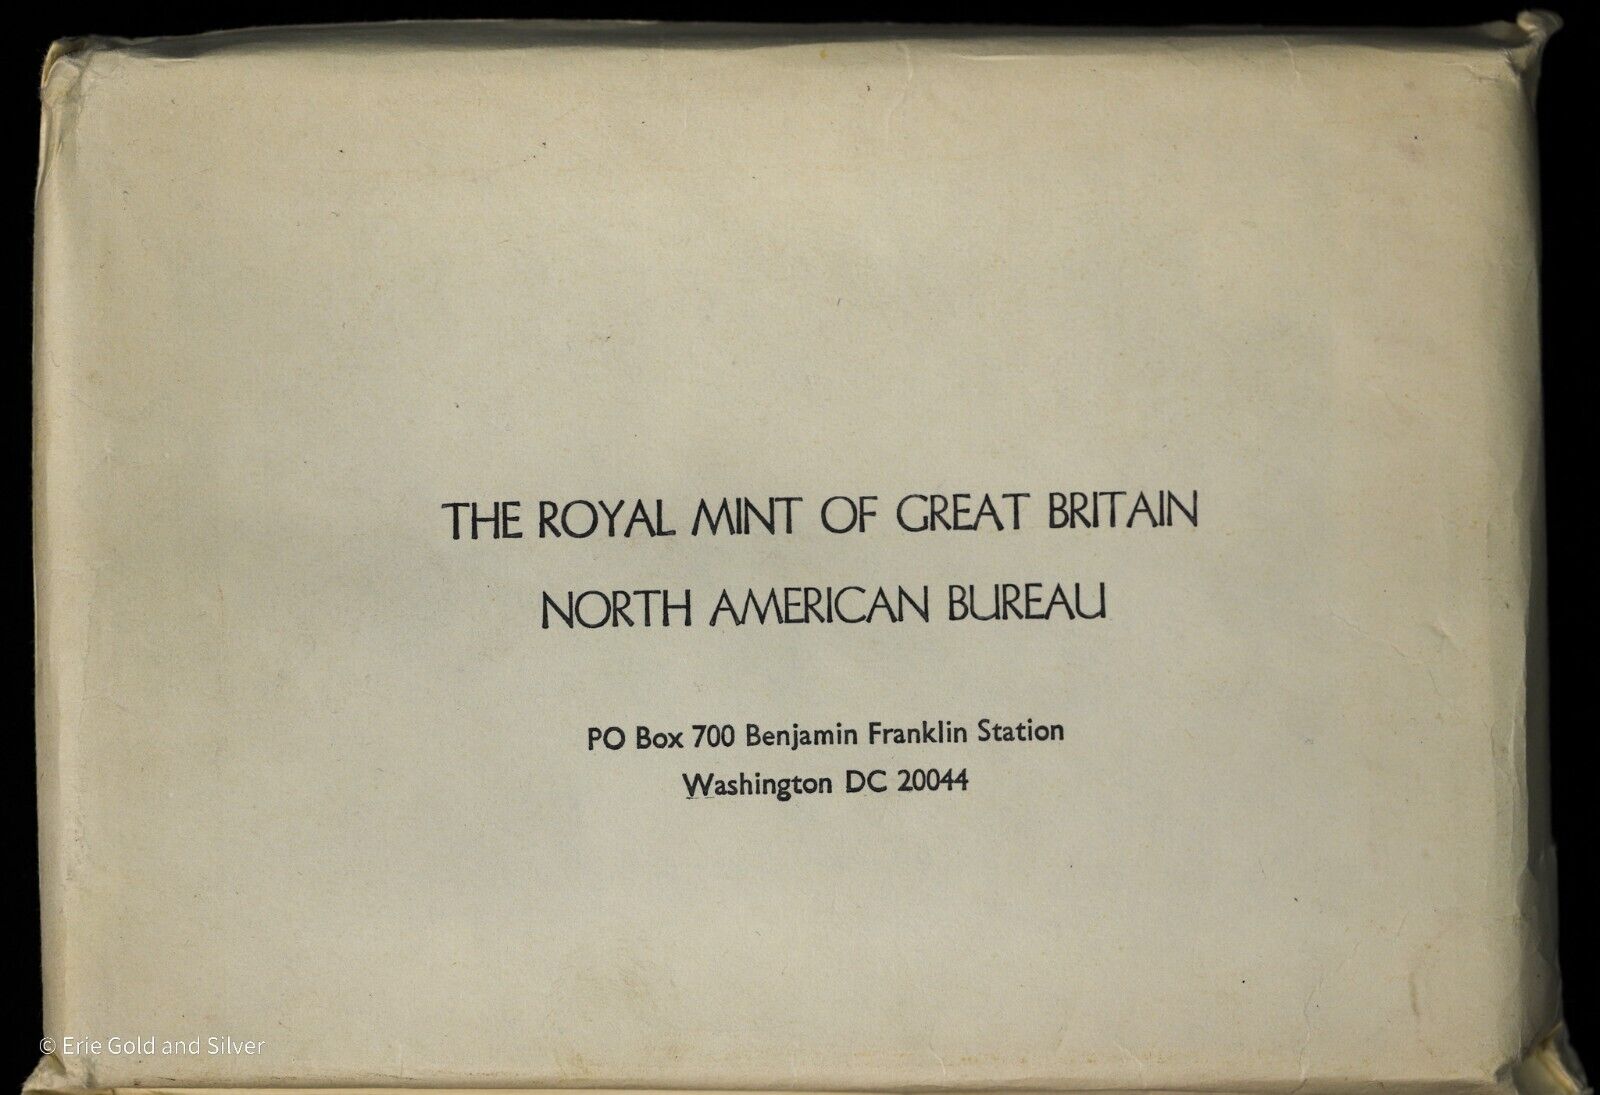 THE ROYAL MINT OF GREAT BRITAIN
NORTH AMERICAN BUREAU
PO Box 700 Benjamin Franklin Station
Washington DC 20044
© Erie Gold and Silver